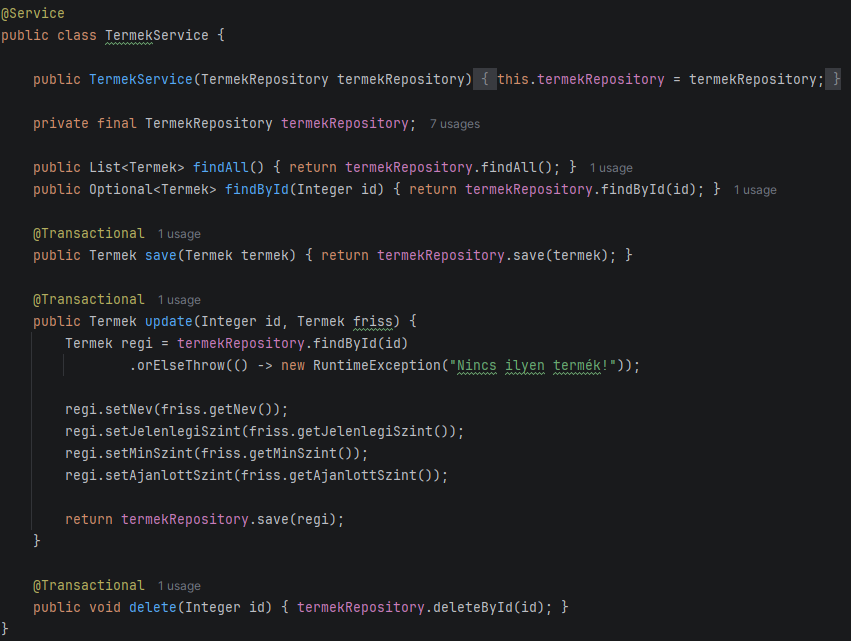 @Service
public class TermekService {
public TermekService(TermekRepository termekRepository) { this.termekRepository = termekRepository; }
private final TermekRepository termekRepository; 7 usages
public List<Termek> findAll() { return termekRepository.findAll(); } 1 usage
public Optional<Termek> findById(Integer id) { return termekRepository.findById(id); } 1 usage
@Transactional 1 usage
public Termek save(Termek termek) { return termekRepository.save(termek); }
@Transactional 1 usage
public Termek update(Integer id, Termek friss) {
Termek regi = termekRepository.findById(id)
.orElseThrow(() -> new RuntimeException("Nincs ilyen termék!"));
regi.setNev(friss.getNev());
regi.setJelenlegiSzint(friss.getJelenlegiSzint());
regi.setMinSzint(friss.getMinSzint());
regi.setAjanlottSzint(friss.getAjanlottSzint());
return termekRepository.save(regi);
}
@Transactional 1 usage
public void delete(Integer id) { termekRepository.deleteById(id); }
}